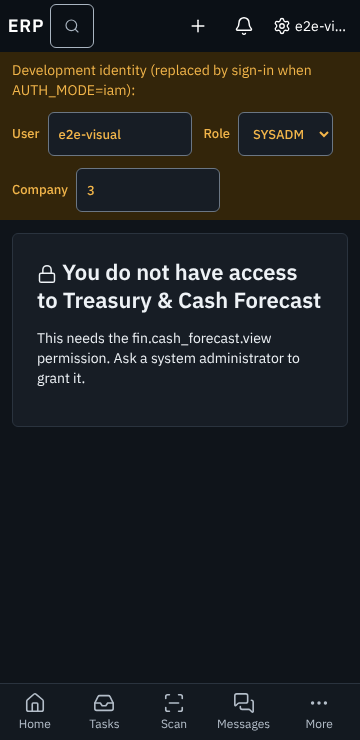 ERP
e2e-vi...
Development identity (replaced by sign-in when
AUTH_MODE=iam):
User e2e-visual Role SYSADM
Company 3
You do not have access
to Treasury & Cash Forecast
This needs the fin.cash_forecast.view
permission. Ask a system administrator to
grant it.
Home Tasks Scan Messages More